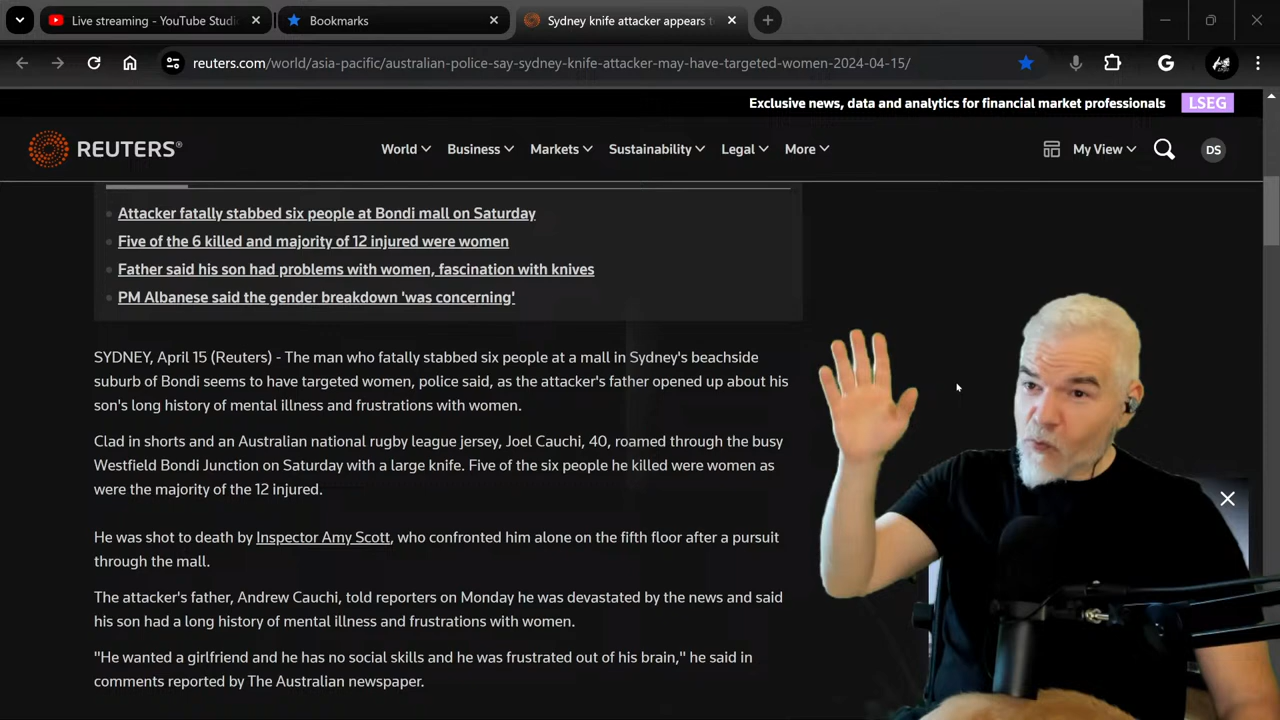 Live streaming - YouTube Studi
Bookmarks
Sydney knife attacker appears t
reuters.com/world/asia-pacific/australian-police-say-sydney-knife-attacker-may-have-targeted-women-2024-04-15/
Exclusive news, data and analytics for financial market professionals LSEG
REUTERS®
World Business Markets Sustainability Legal More My View DS
Attacker fatally stabbed six people at Bondi mall on Saturday
Five of the 6 killed and majority of 12 injured were women
Father said his son had problems with women, fascination with knives
PM Albanese said the gender breakdown 'was concerning'
SYDNEY, April 15 (Reuters) - The man who fatally stabbed six people at a mall in Sydney's beachside
suburb of Bondi seems to have targeted women, police said, as the attacker's father opened up about his
son's long history of mental illness and frustrations with women.
Clad in shorts and an Australian national rugby league jersey, Joel Cauchi, 40, roamed through the busy
Westfield Bondi Junction on Saturday with a large knife. Five of the six people he killed were women as
were the majority of the 12 injured.
He was shot to death by Inspector Amy Scott, who confronted him alone on the fifth floor after a pursuit
through the mall.
The attacker's father, Andrew Cauchi, told reporters on Monday he was devastated by the news and said
his son had a long history of mental illness and frustrations with women.
"He wanted a girlfriend and he has no social skills and he was frustrated out of his brain," he said in
comments reported by The Australian newspaper.